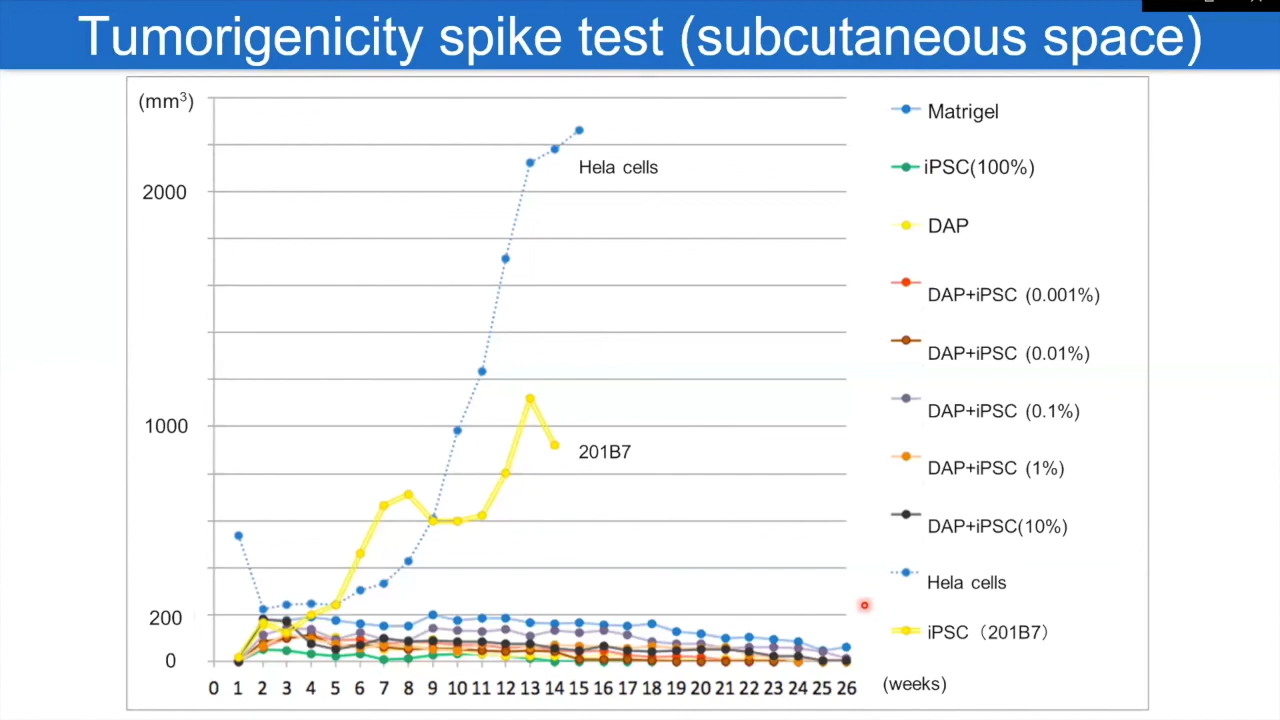 Tumorigenicity spike test (subcutaneous space)
(mm3)
2000
1000
200
0
0 1 2 3 4 5 6 7 8 9 10 11 12 13 14 15 16 17 18 19 20 21 22 23 24 25 26 (weeks)
Hela cells
201B7
Matrigel
iPSC(100%)
DAP
DAP+iPSC (0.001%)
DAP+iPSC (0.01%)
DAP+iPSC (0.1%)
DAP+iPSC (1%)
DAP+iPSC(10%)
Hela cells
iPSC（201B7）